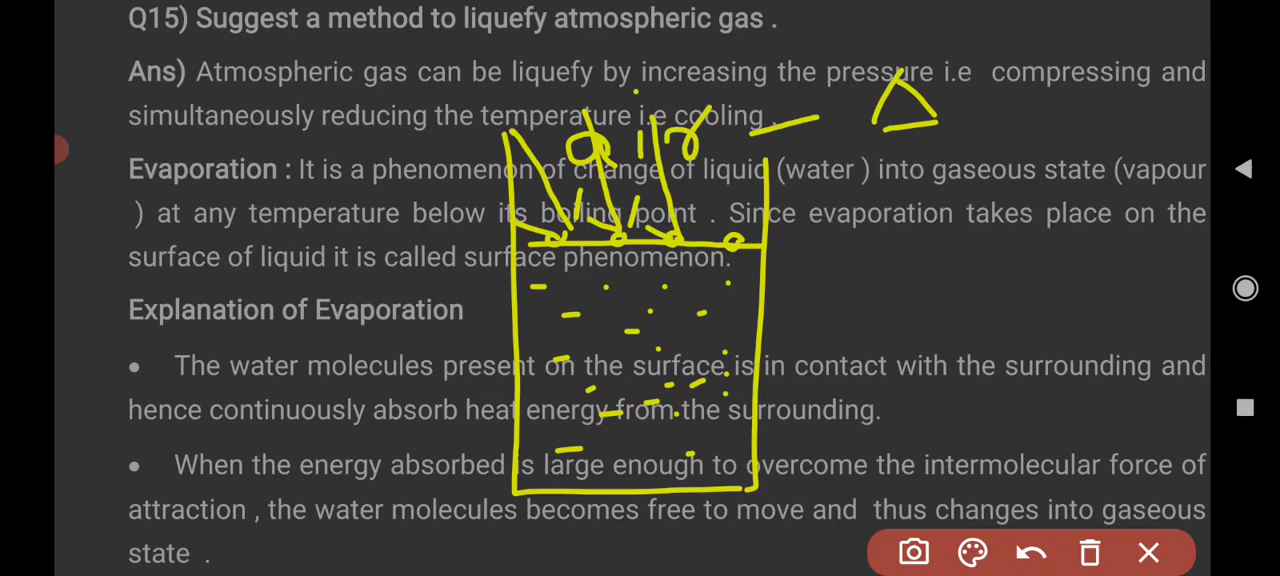 Q15) Suggest a method to liquefy atmospheric gas .
Ans) Atmospheric gas can be liquefy by increasing the pressure i.e compressing and
simultaneously reducing the temperature i.e cooling .
air - Δ
Evaporation : It is a phenomenon of change of liquid (water ) into gaseous state (vapour
) at any temperature below its boiling point . Since evaporation takes place on the
surface of liquid it is called surface phenomenon.
Explanation of Evaporation
● The water molecules present on the surface is in contact with the surrounding and
hence continuously absorb heat energy from the surrounding.
● When the energy absorbed is large enough to overcome the intermolecular force of
attraction , the water molecules becomes free to move and thus changes into gaseous
state .